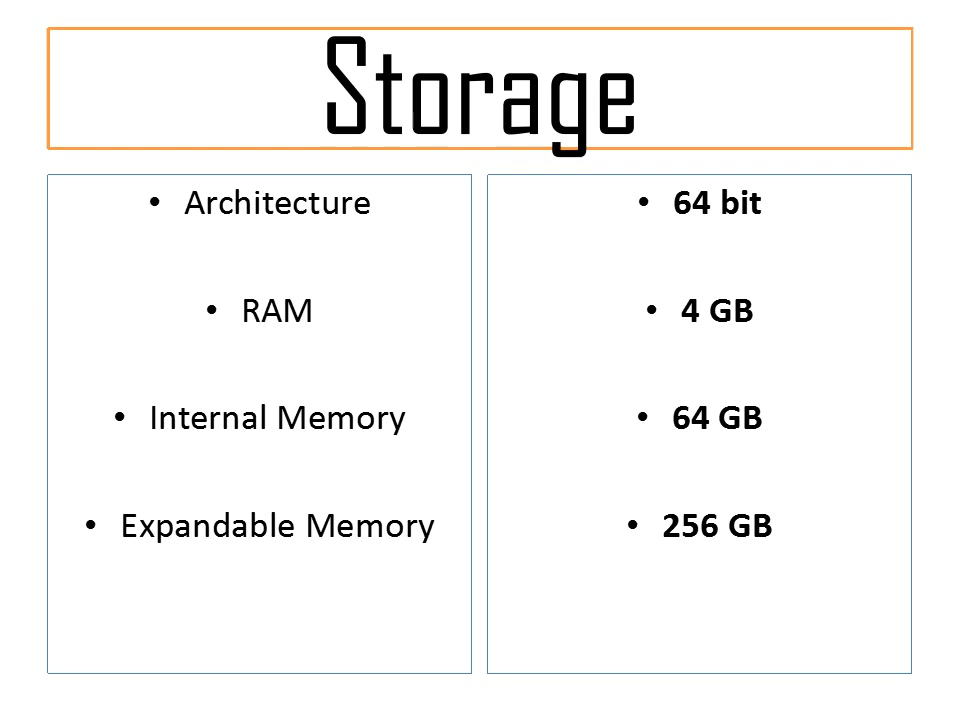 Storage
• Architecture
• 64 bit
• RAM
• 4 GB
• Internal Memory
• 64 GB
• Expandable Memory
• 256 GB